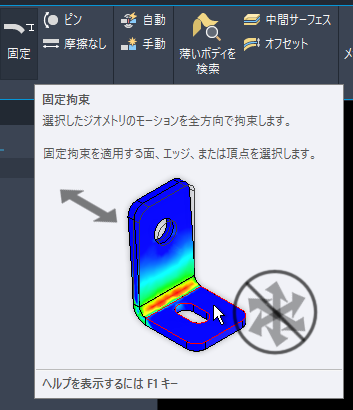 ピン
自動
中間サーフェス
固定
摩擦なし
手動
薄いボディを
検索
オフセット
メ
固定拘束
選択したジオメトリのモーションを全方向で拘束します。
固定拘束を適用する面、エッジ、または頂点を選択します。
ヘルプを表示するには F1 キー